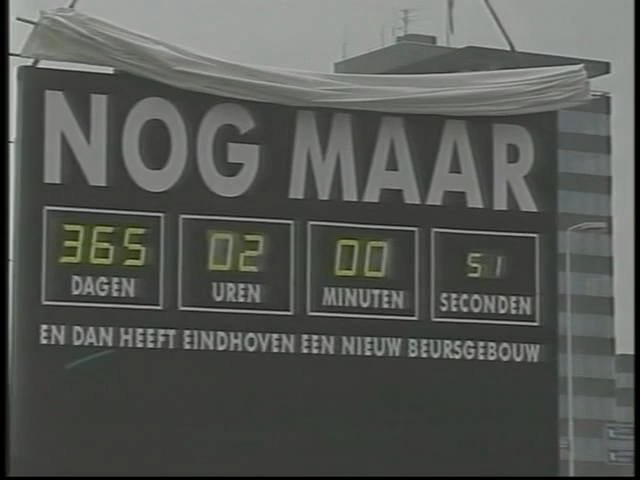 NOG MAAR
365 02 00 51
DAGEN UREN MINUTEN SECONDEN
EN DAN HEEFT EINDHOVEN EEN NIEUW BEURSGEBOUW